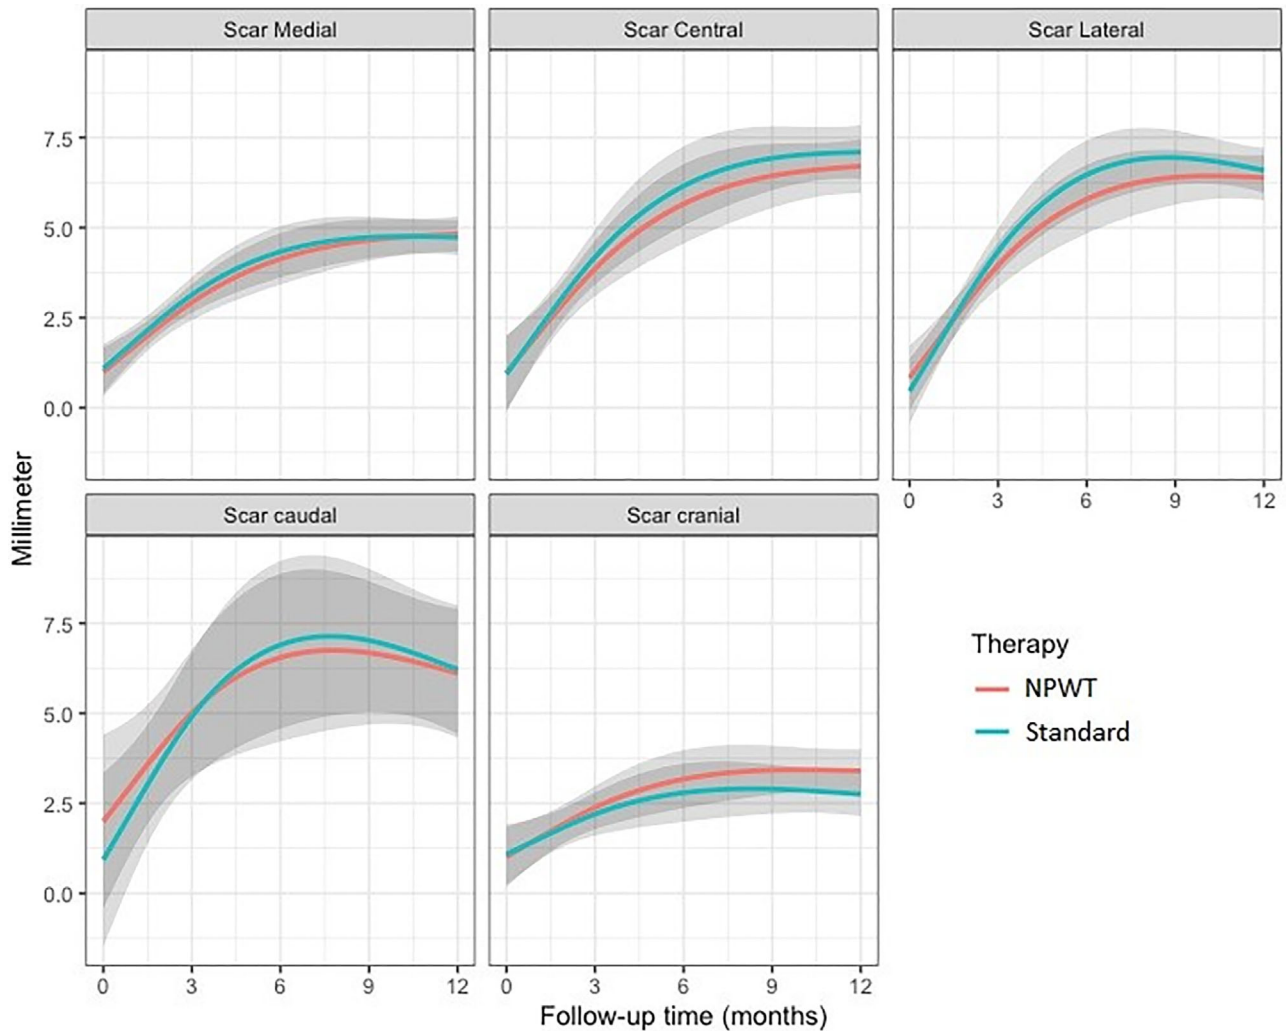 Scar Medial
Scar Central
Scar Lateral
7.5
5.0
2.5
0.0
0 3 6 9 12
Millimeter
Scar caudal
Scar cranial
7.5
5.0
2.5
0.0
0 3 6 9 12
0 3 6 9 12
Follow-up time (months)
Therapy
NPWT
Standard